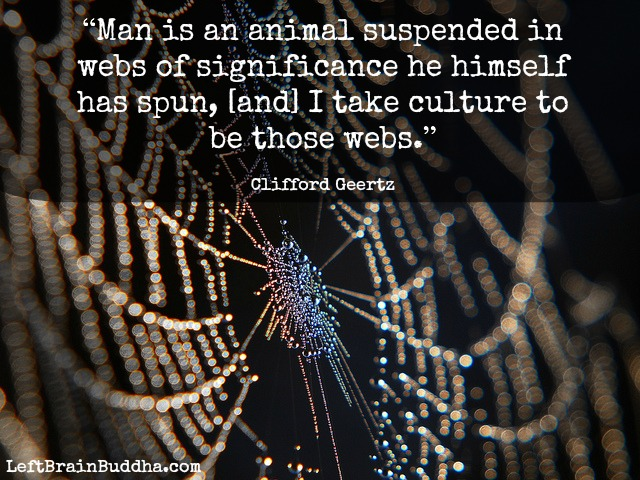 “Man is an animal suspended in
webs of significance he himself
has spun, [and] I take culture to
be those webs.”
Clifford Geertz
LeftBrainBuddha.com